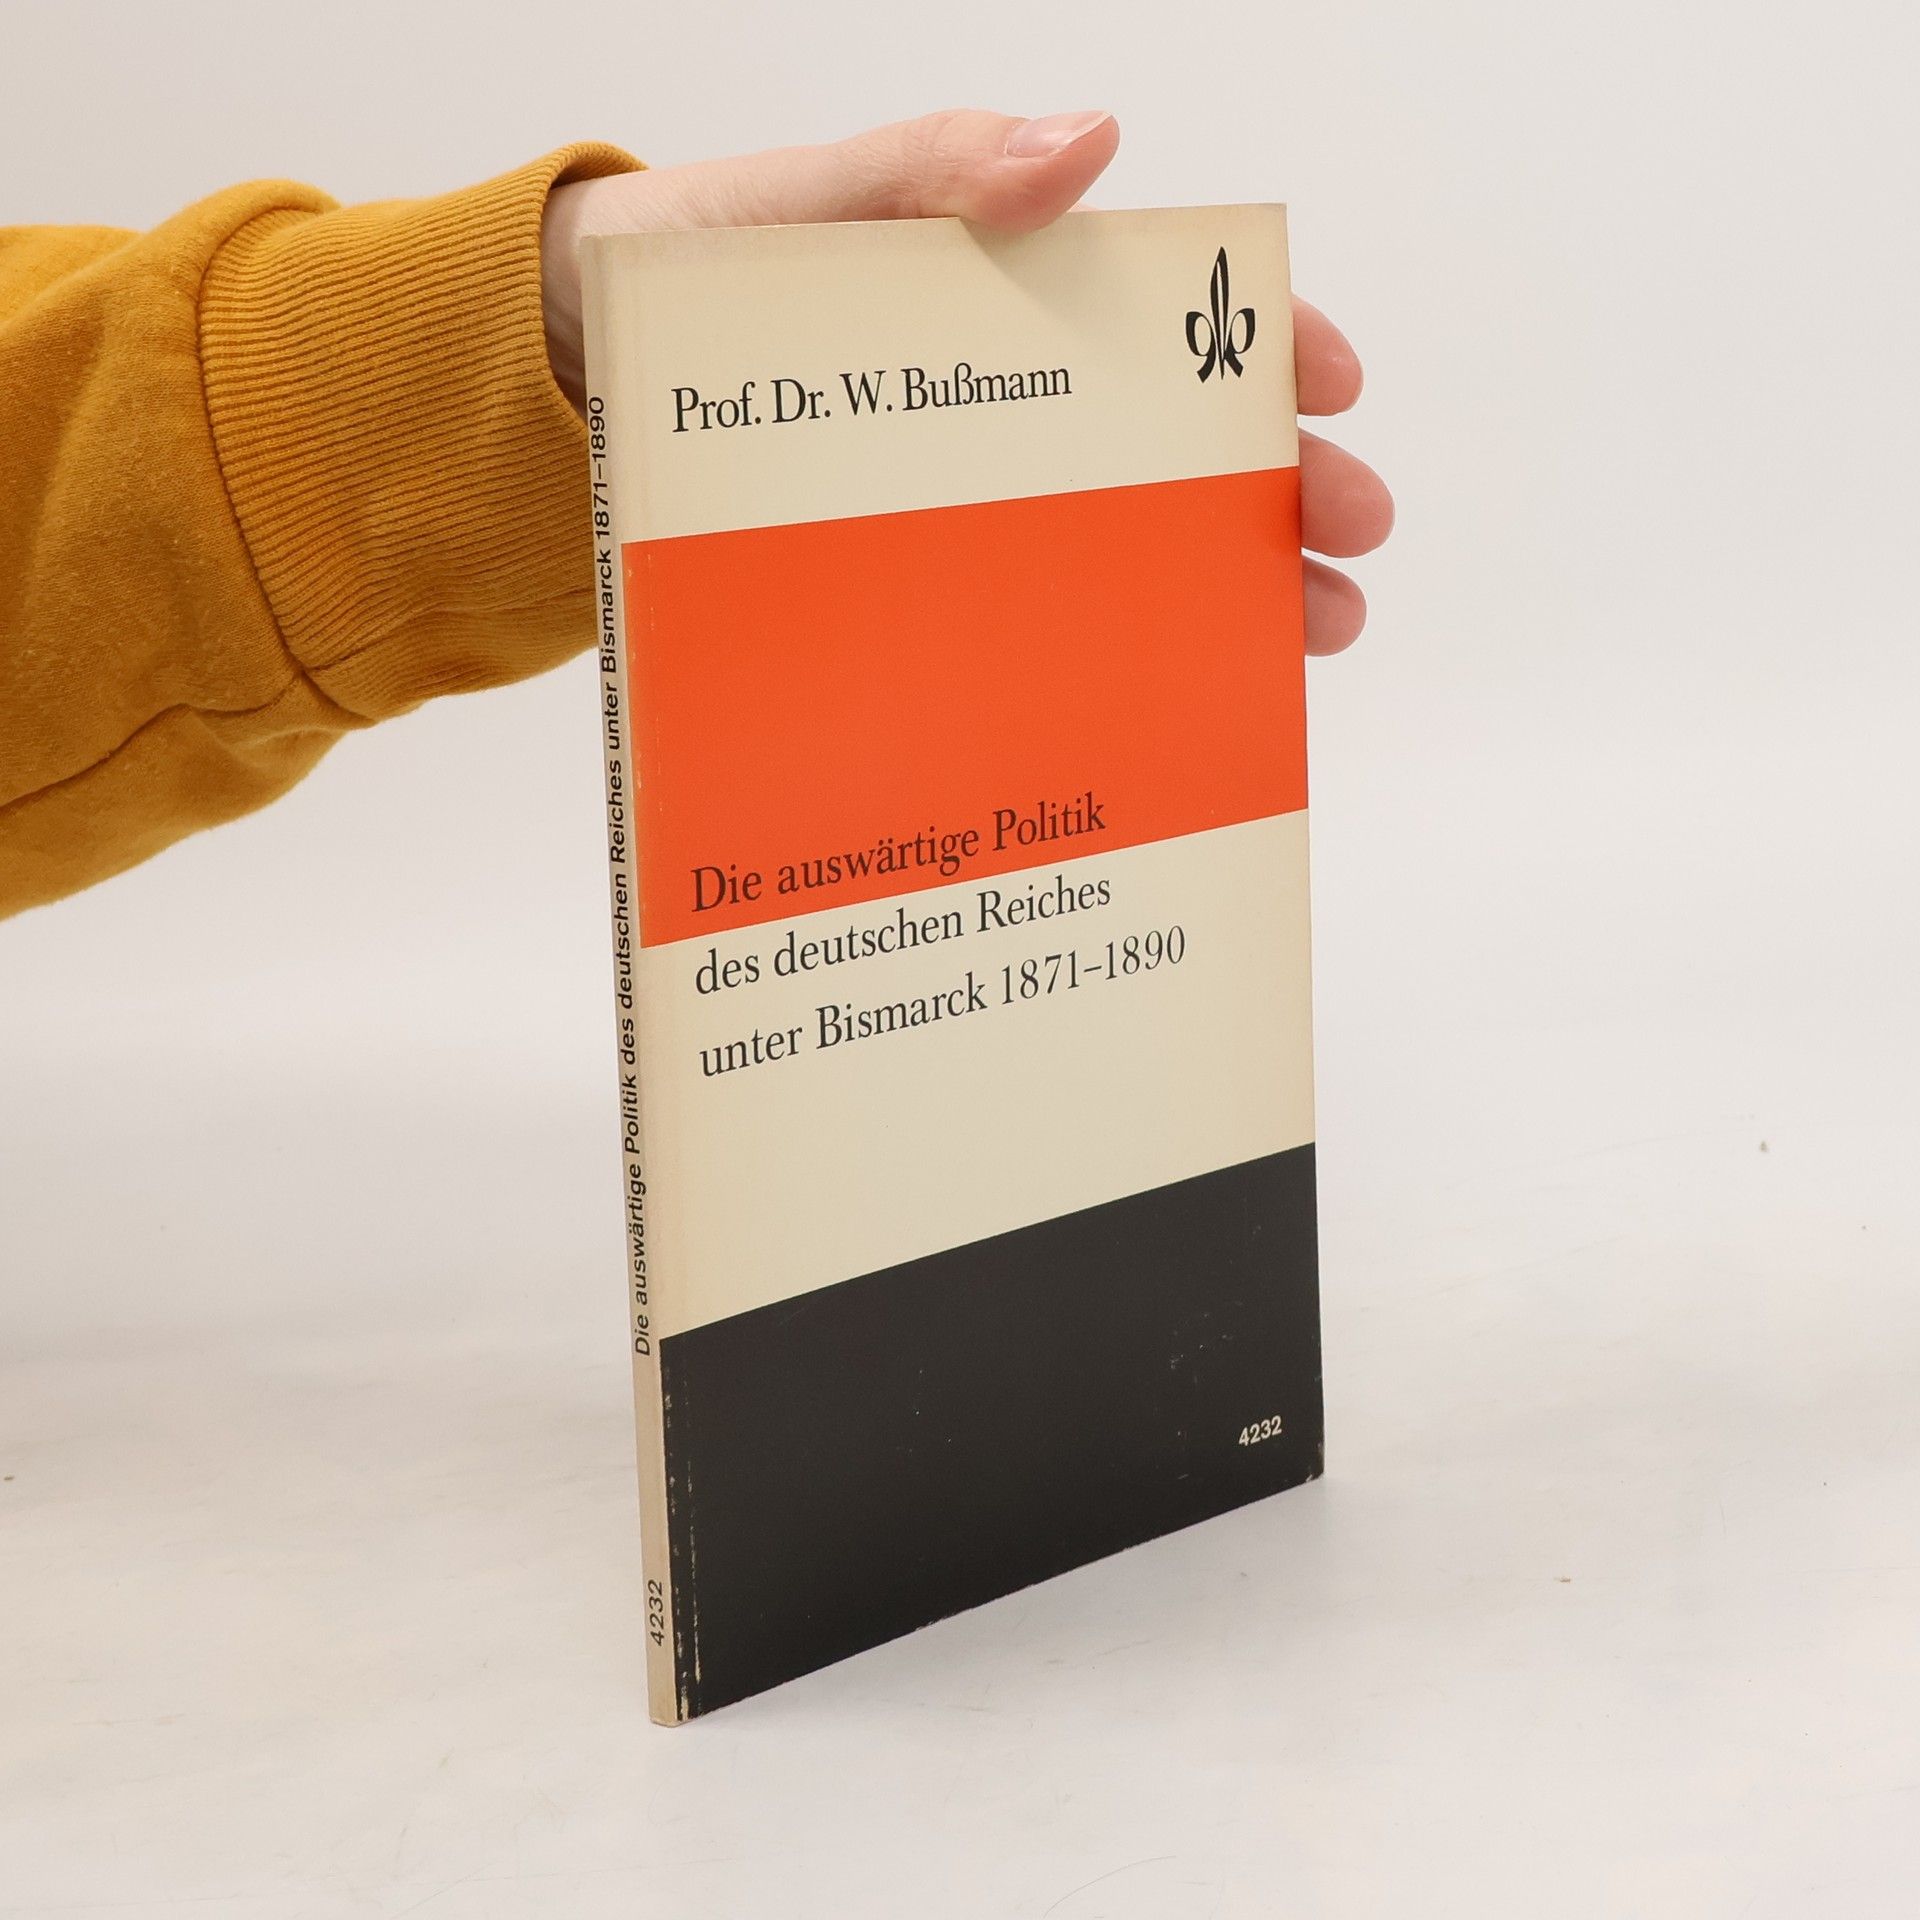 Prof. Dr. W. Bußmann
Die auswärtige Politik
des deutschen Reiches
unter Bismarck 1871–1890
4232
Die auswärtige Politik des deutschen Reiches unter Bismarck 1871–1890
4232